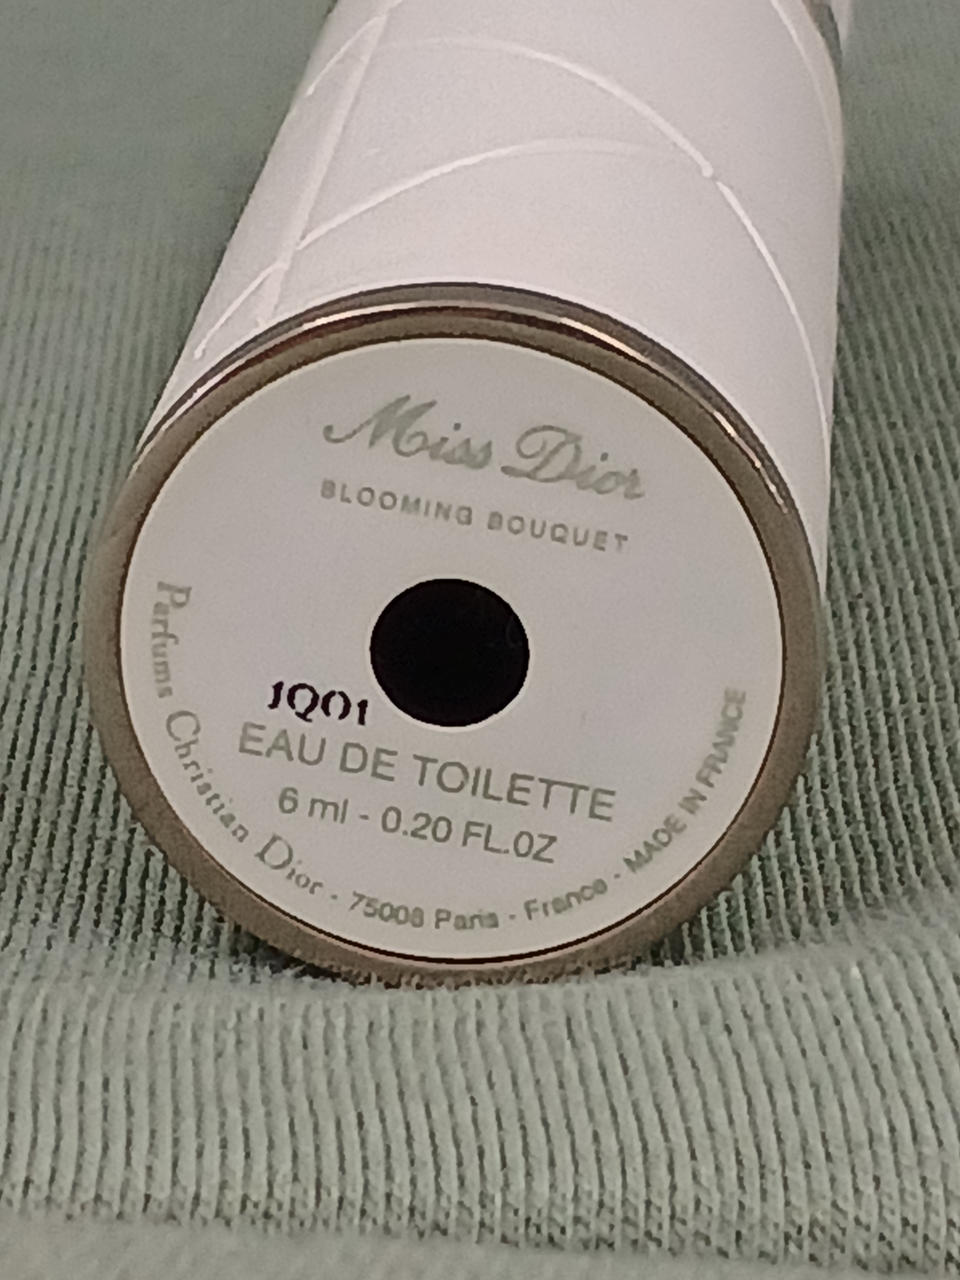 Miss Dior
BLOOMING BOUQUET
1Q01
EAU DE TOILETTE
6 ml - 0.20 FL.OZ
Parfums Christian Dior - 75008 Paris - France - MADE IN FRANCE